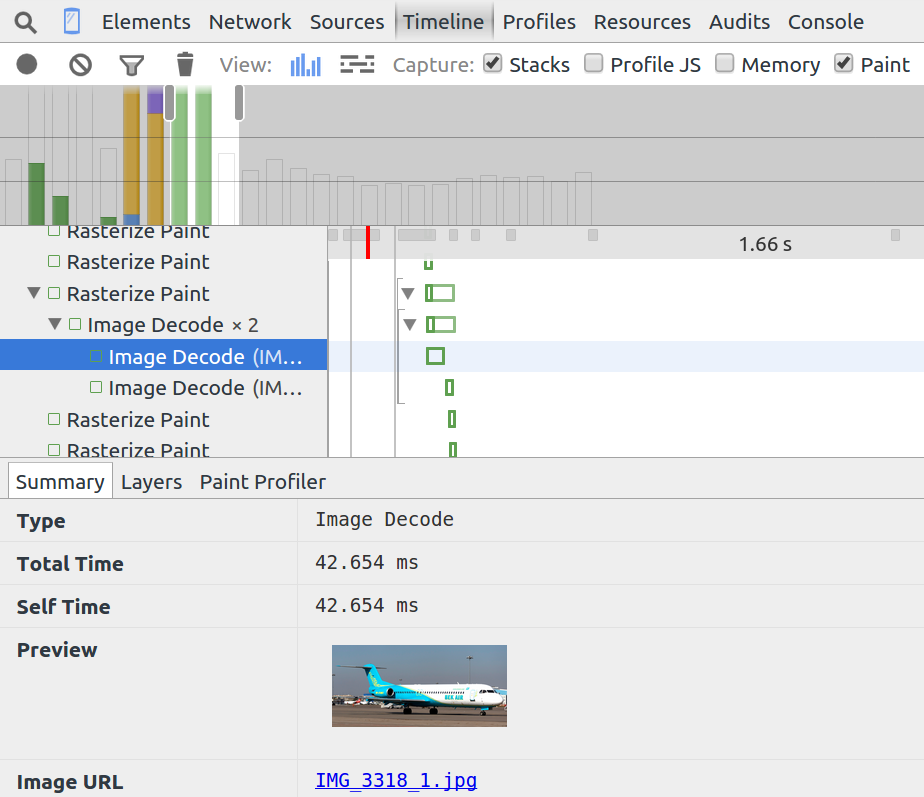 Elements Network Sources Timeline Profiles Resources Audits Console
View: Capture: Stacks Profile JS Memory Paint
Rasterize Paint
1.66 s
Rasterize Paint
Rasterize Paint
Image Decode × 2
Image Decode (IM...
Image Decode (IM...
Rasterize Paint
Rasterize Paint
Summary Layers Paint Profiler
Type Image Decode
Total Time 42.654 ms
Self Time 42.654 ms
Preview
BEK AIR
Image URL IMG_3318_1.jpg